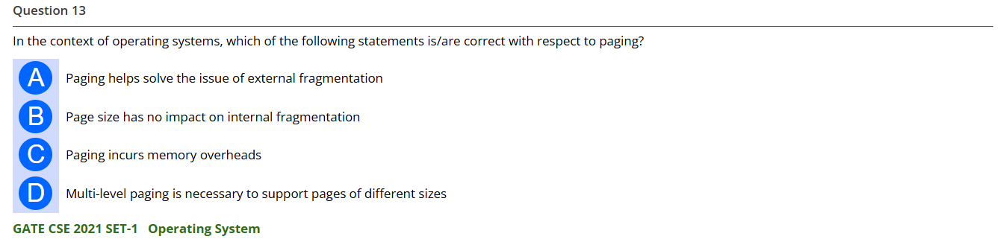 Question 13
In the context of operating systems, which of the following statements is/are correct with respect to paging?
A Paging helps solve the issue of external fragmentation
B Page size has no impact on internal fragmentation
C Paging incurs memory overheads
D Multi-level paging is necessary to support pages of different sizes
GATE CSE 2021 SET-1 Operating System